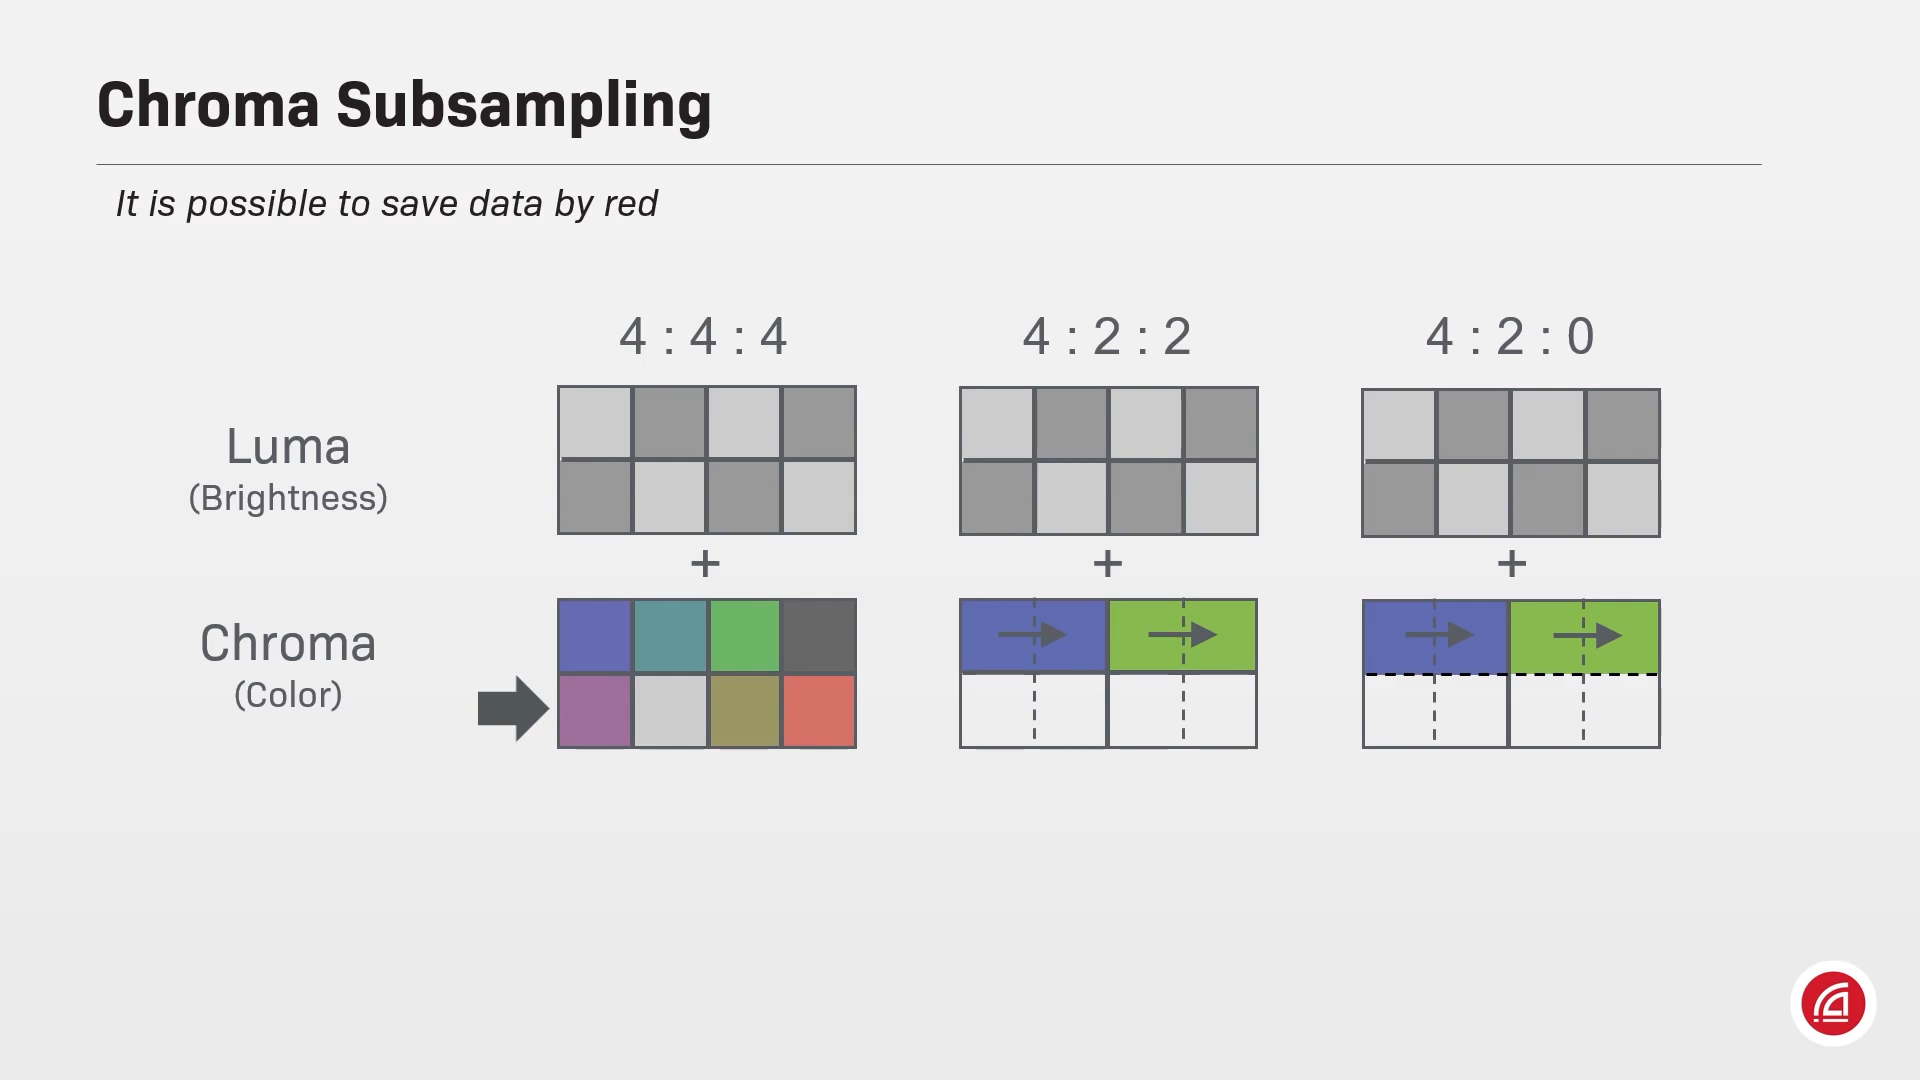 Chroma Subsampling
It is possible to save data by red
4 : 4 : 4
4 : 2 : 2
4 : 2 : 0
Luma
(Brightness)
+
+
+
Chroma
(Color)